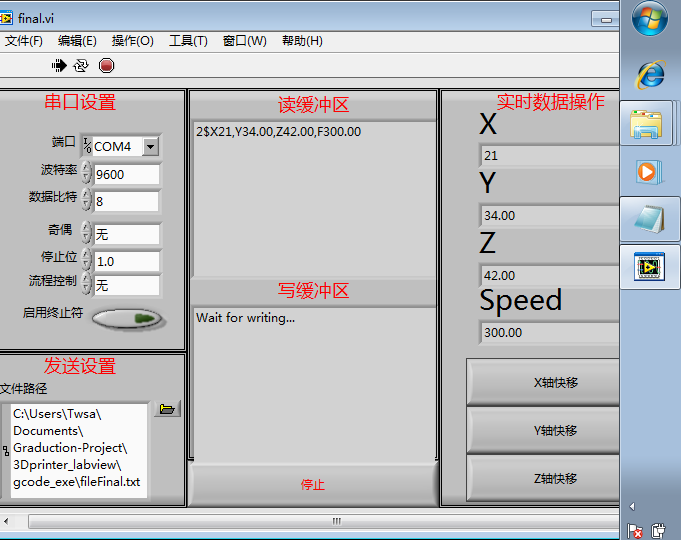 final.vi
文件(F) 编辑(E) 操作(O) 工具(T) 窗口(W) 帮助(H)
串口设置
端口 COM4
波特率 9600
数据比特 8
奇偶 无
停止位 1.0
流程控制 无
启用终止符
发送设置
文件路径
C:\Users\Twsa\
Documents\
Graduction-Project\
3Dprinter_labview\
gcode_exe\fileFinal.txt
读缓冲区
2$X21,Y34.00,Z42.00,F300.00
写缓冲区
Wait for writing...
停止
实时数据操作
X
21
Y
34.00
Z
42.00
Speed
300.00
X轴快移
Y轴快移
Z轴快移